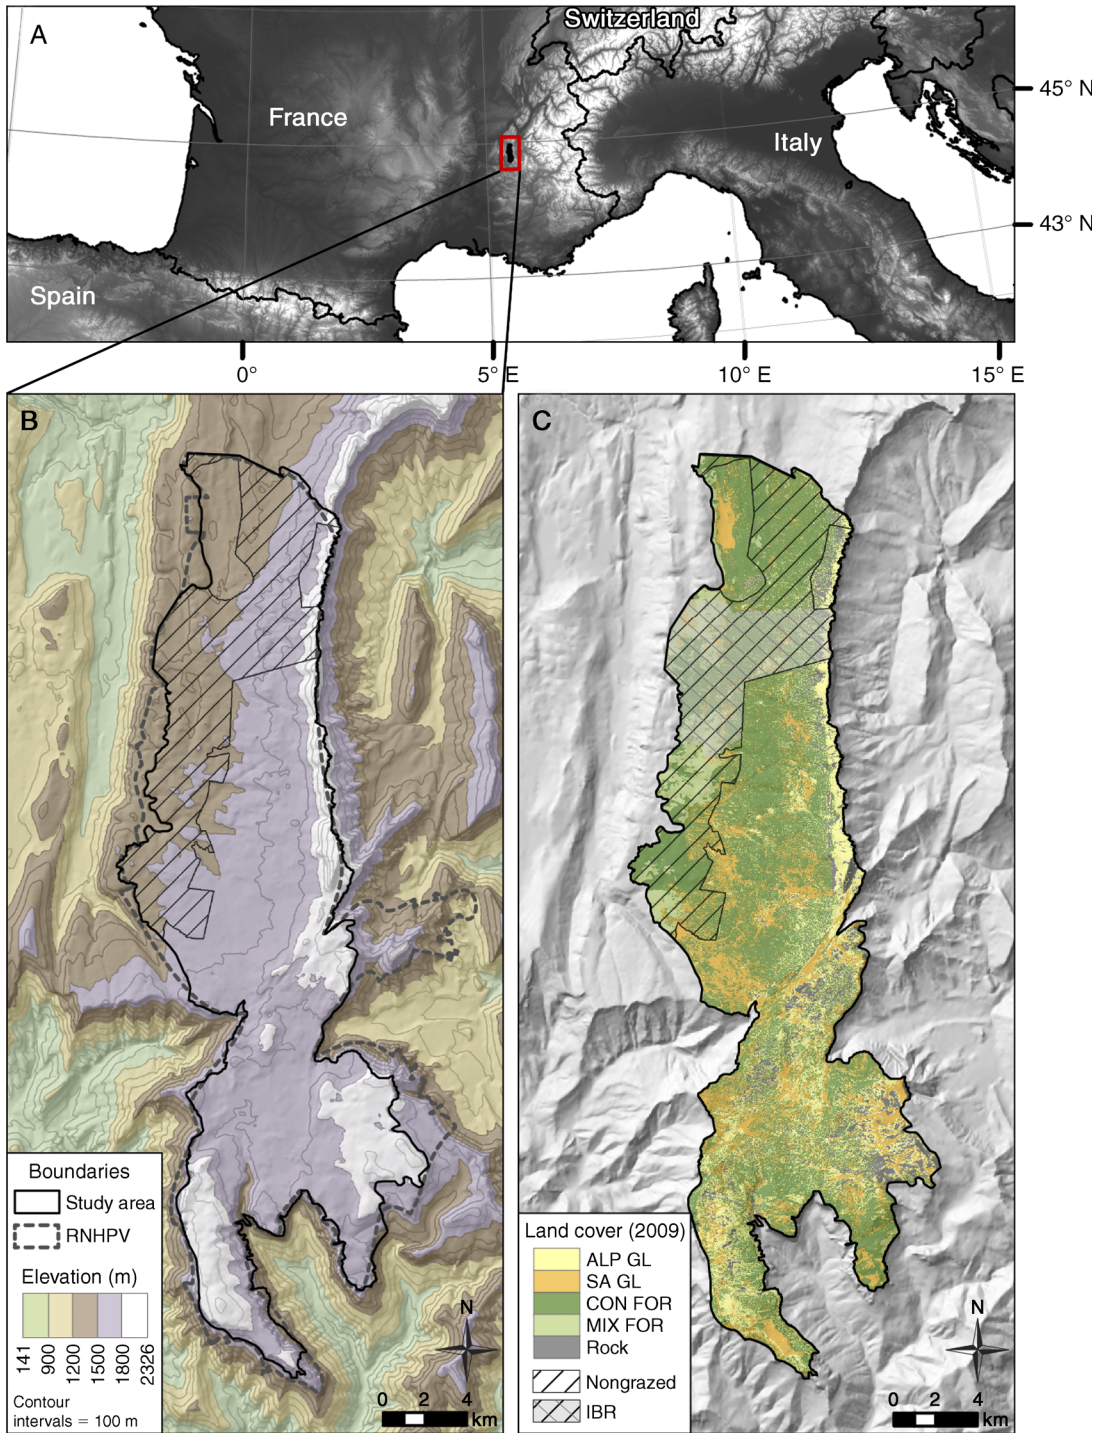 A
Switzerland
France
Italy
Spain
45° N
43° N
0°
5° E
10° E
15° E
B
Boundaries
Study area
RNHPV
Elevation (m)
141
900
1200
1500
1800
2326
Contour
intervals = 100 m
N
0 2 4
km
C
Land cover (2009)
ALP GL
SA GL
CON FOR
MIX FOR
Rock
Nongrazed
IBR
N
0 2 4
km